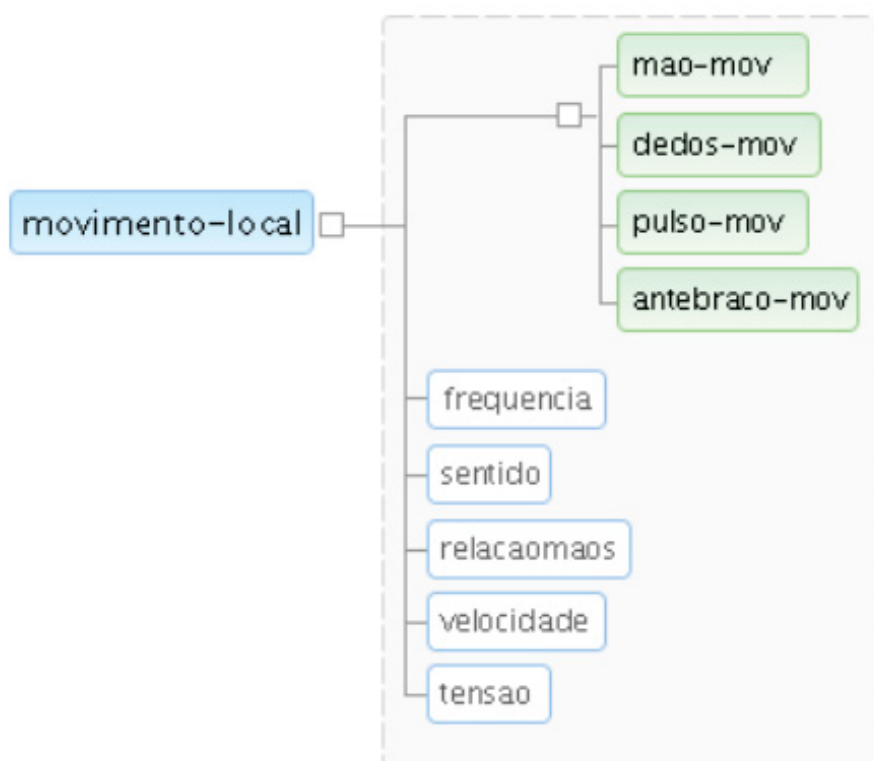 movimento-local
mao-mov
dedos-mov
pulso-mov
antebraco-mov
frequencia
sentido
relacaomaos
velocidade
tensao